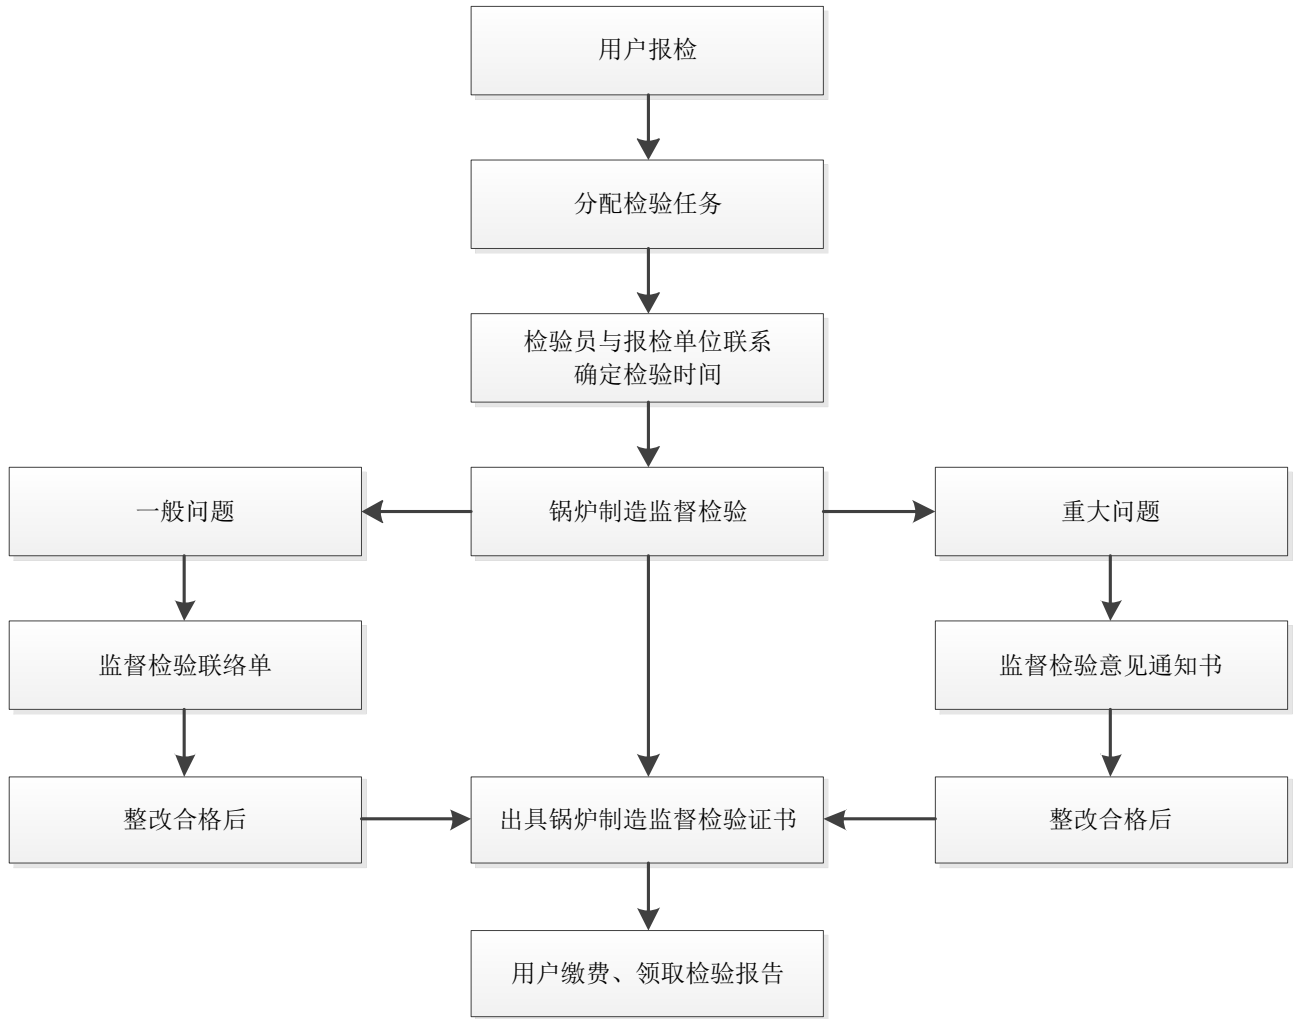 用户报检
分配检验任务
检验员与报检单位联系
确定检验时间
一般问题
锅炉制造监督检验
重大问题
监督检验联络单
监督检验意见通知书
整改合格后
出具锅炉制造监督检验证书
整改合格后
用户缴费、领取检验报告